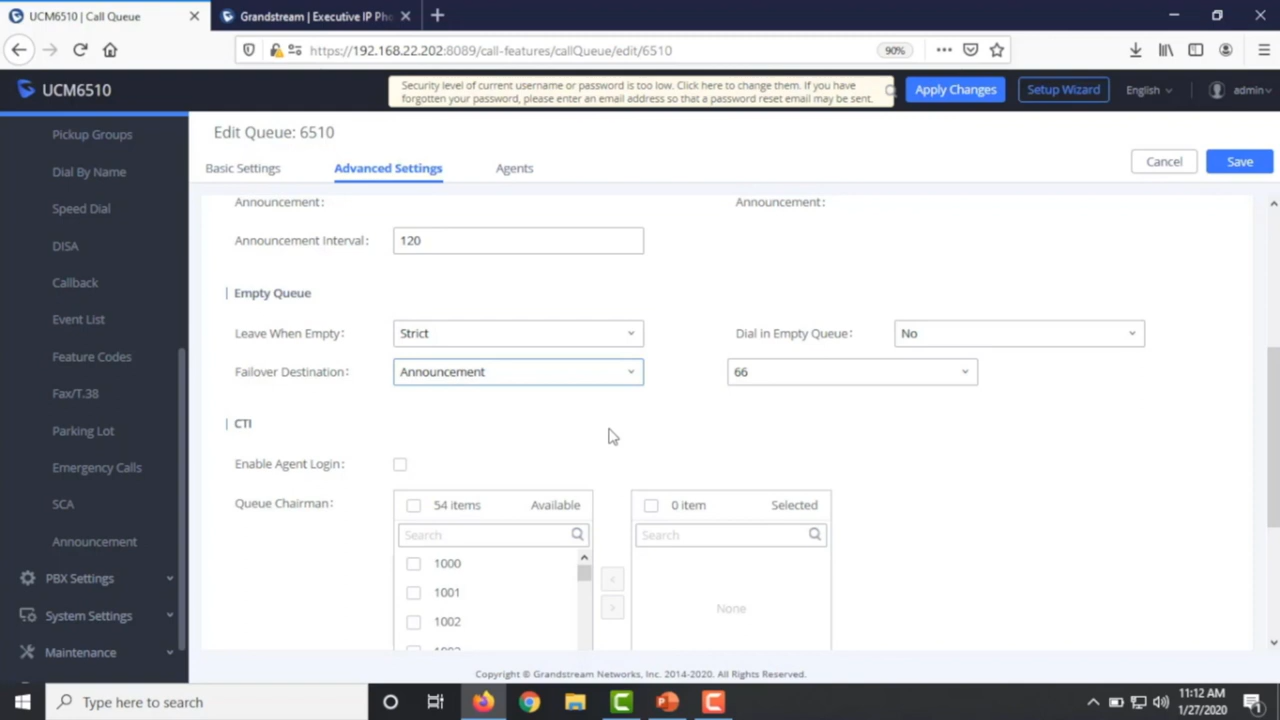 UCM6510 | Call Queue
Grandstream | Executive IP Pho
https://192.168.22.202:8089/call-features/callQueue/edit/6510
90%
UCM6510
Security level of current username or password is too low. Click here to change them. If you have
forgotten your password, please enter an email address so that a password reset email may be sent.
Apply Changes
Setup Wizard
English
admin
Pickup Groups
Dial By Name
Speed Dial
DISA
Callback
Event List
Feature Codes
Fax/T.38
Parking Lot
Emergency Calls
SCA
Announcement
PBX Settings
System Settings
Maintenance
Edit Queue: 6510
Basic Settings
Advanced Settings
Agents
Cancel
Save
Announcement:
Announcement:
Announcement Interval:
120
Empty Queue
Leave When Empty:
Strict
Dial in Empty Queue:
No
Failover Destination:
Announcement
66
CTI
Enable Agent Login:
Queue Chairman:
54 items Available
Search
1000
1001
1002
0 item Selected
Search
None
Copyright © Grandstream Networks, Inc. 2014-2020. All Rights Reserved.
Type here to search
11:12 AM
1/27/2020
1